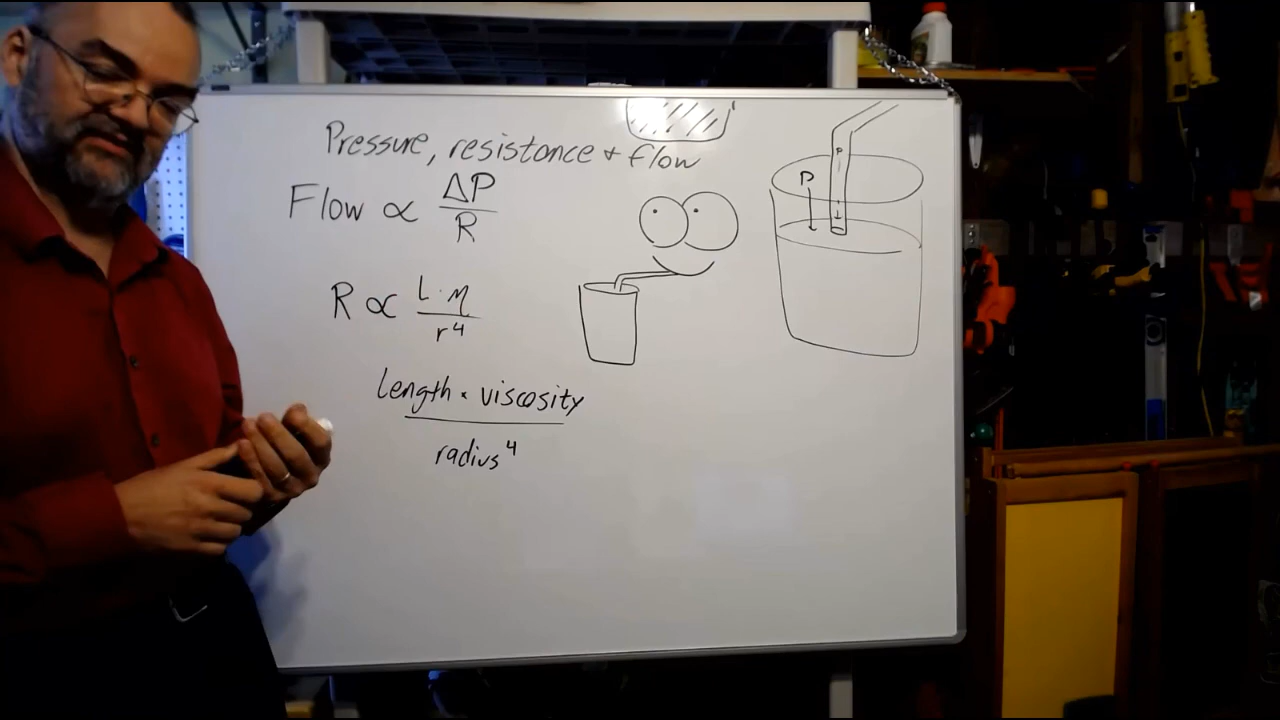 Pressure, resistance + flow
Flow ∝ ΔP
R
R ∝ L · η
r⁴
Length · viscosity
radius⁴
P
P